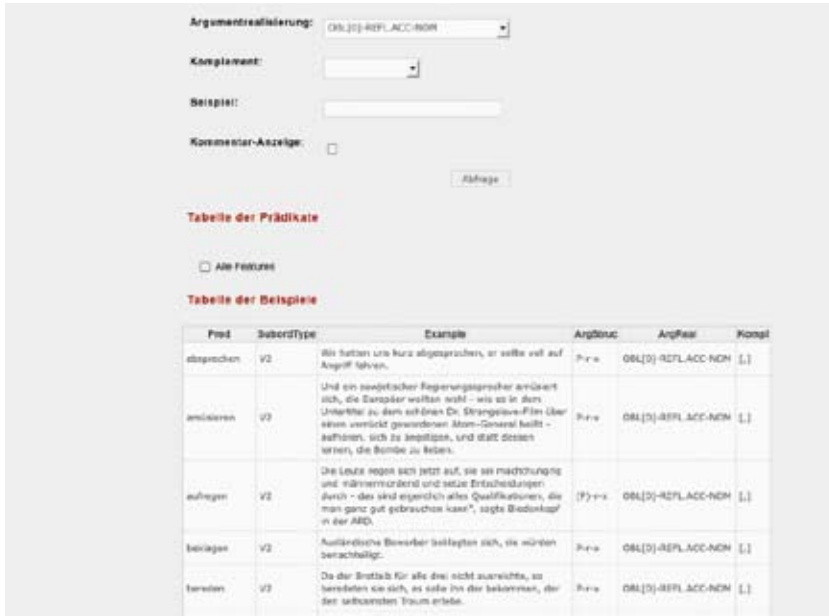 Argumentrealisierung: OBL[D]-REFL.ACC-NOM
Komplement:
Beispiel:
Kommentar-Anzeige:
Abfrage
Tabelle der Prädikate
Alle Features
Tabelle der Beispiele
Pred SubordType Example ArgStruc ArgReal Kompl
absprechen V2 Wir hatten uns kurz abgesprochen, er sollte voll auf
Angriff fahren. P-r-x OBL[D]-REFL.ACC-NOM [,]
amüsieren V2 Und ein sowjetischer Regierungssprecher amüsiert
sich, die Europäer wollten wohl - wie es in dem
Untertitel zu dem schönen Dr. Strangelove-Film über
einen verrückt gewordenen Atom-General heißt -
aufhören, sich zu ängstigen, und statt dessen
lernen, die Bombe zu lieben. P-r-x OBL[D]-REFL.ACC-NOM [,]
aufregen V2 Die Leute regen sich jetzt auf, sie sei machthungrig
und männermordend und setze Entscheidungen
durch - das sind eigentlich alles Qualifikationen, die
man ganz gut gebrauchen kann", sagte Biedenkopf
in der ARD. (P)-r-x OBL[D]-REFL.ACC-NOM [,]
beklagen V2 Ausländische Bewerber beklagten sich, sie würden
benachteiligt. P-r-x OBL[D]-REFL.ACC-NOM [,]
bereden V2 Da der Brotlaib für alle drei nicht ausreichte, so
beredeten sie sich, es solle ihn der bekommen, der
den seltsamsten Traum erlebe. P-r-x OBL[D]-REFL.ACC-NOM [,]